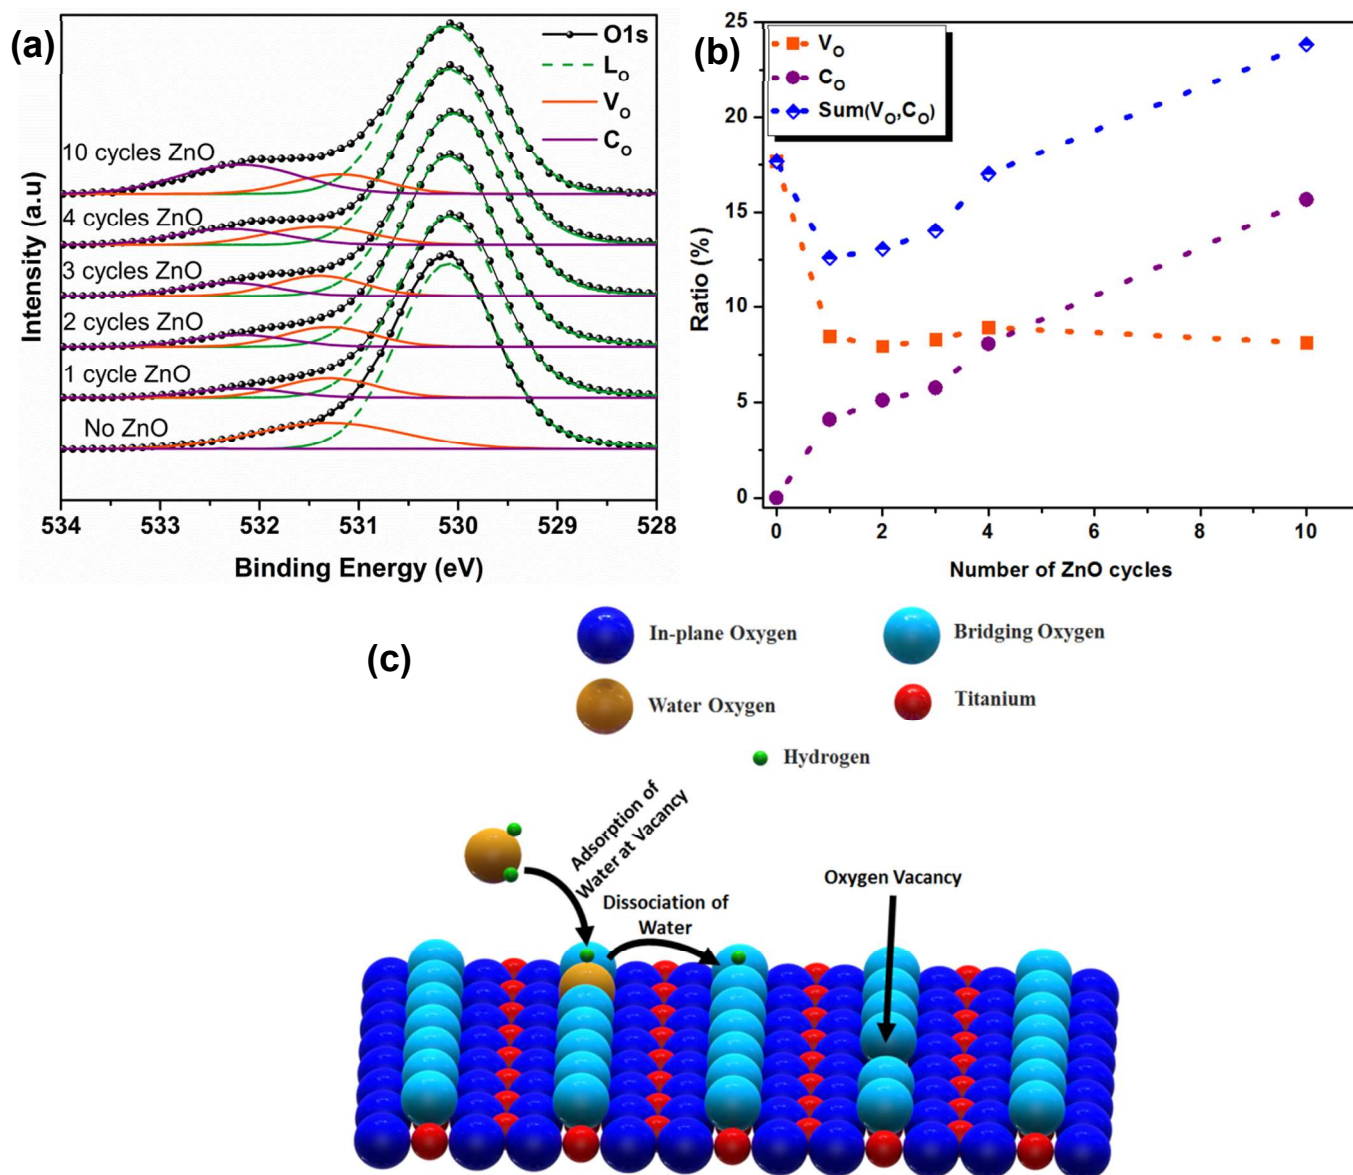 (a)
O1s
L_O
V_O
C_O
10 cycles ZnO
4 cycles ZnO
3 cycles ZnO
2 cycles ZnO
1 cycle ZnO
No ZnO
Intensity (a.u)
534 533 532 531 530 529 528
Binding Energy (eV)
(b)
V_O
C_O
Sum(V_O,C_O)
25
20
15
10
5
0
Ratio (%)
0 2 4 6 8 10
Number of ZnO cycles
(c)
In-plane Oxygen
Bridging Oxygen
Water Oxygen
Titanium
Hydrogen
Adsorption of
Water at Vacancy
Dissociation of
Water
Oxygen Vacancy